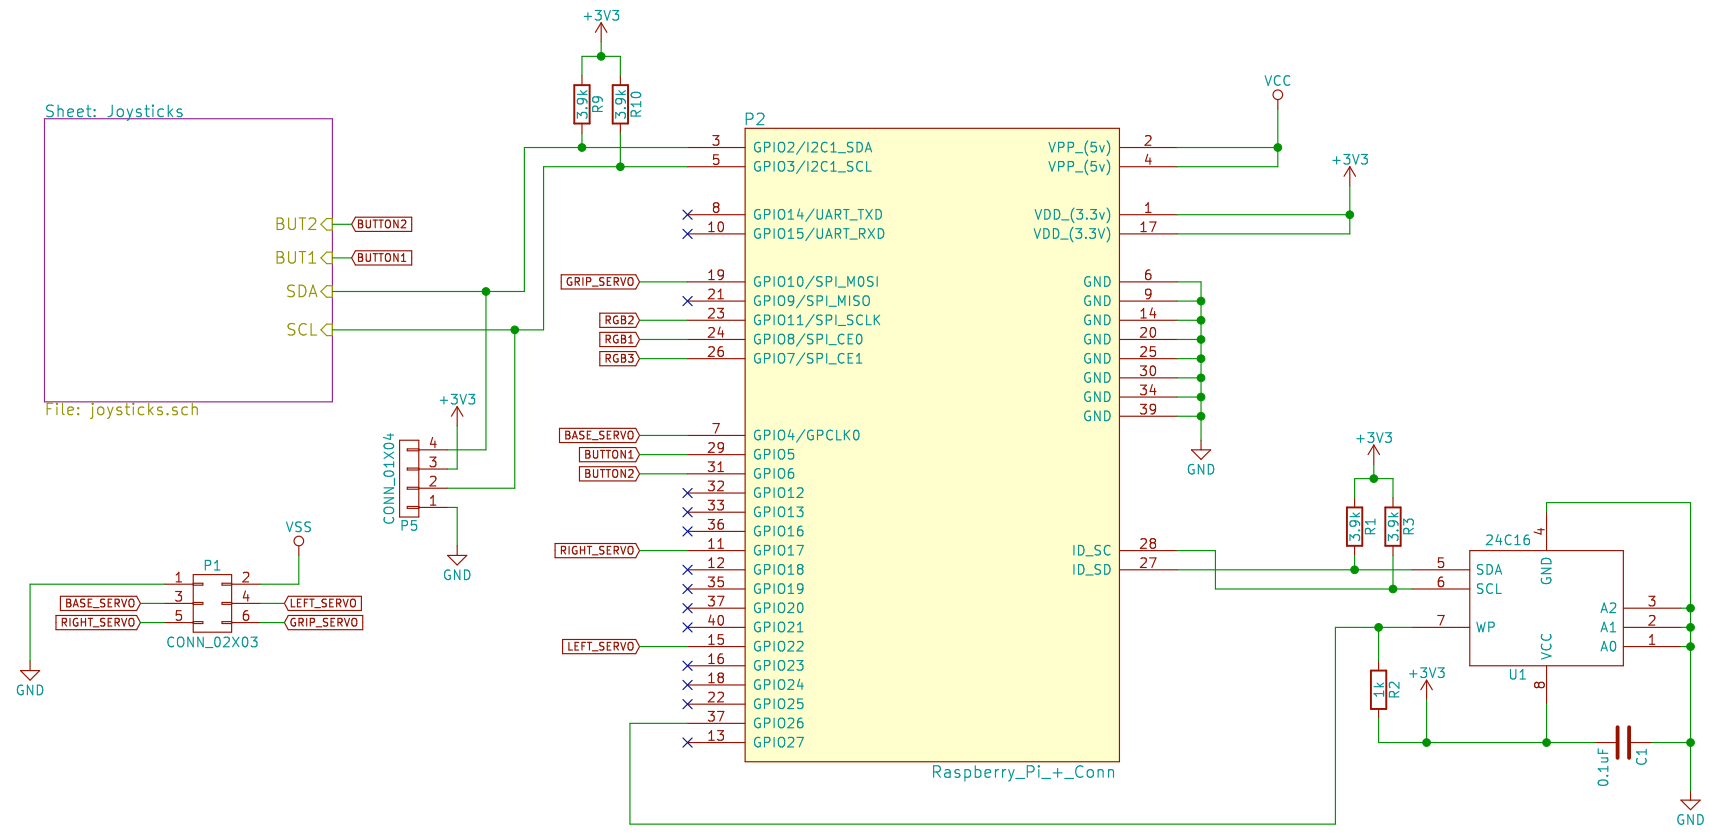 +3V3
3.9k
R9
3.9k
R10
Sheet: Joysticks
BUT2
BUTTON2
BUT1
BUTTON1
SDA
SCL
File: joysticks.sch
+3V3
CONN_01X04
4
3
2
1
P5
GND
VSS
P1
1
2
BASE_SERVO
3
4
LEFT_SERVO
RIGHT_SERVO
5
6
GRIP_SERVO
CONN_02X03
GND
P2
3 GPIO2/I2C1_SDA
5 GPIO3/I2C1_SCL
8 GPIO14/UART_TXD
10 GPIO15/UART_RXD
GRIP_SERVO 19 GPIO10/SPI_M0SI
21 GPIO9/SPI_MISO
RGB2 23 GPIO11/SPI_SCLK
RGB1 24 GPIO8/SPI_CE0
RGB3 26 GPIO7/SPI_CE1
BASE_SERVO 7 GPIO4/GPCLK0
BUTTON1 29 GPIO5
BUTTON2 31 GPIO6
32 GPIO12
33 GPIO13
36 GPIO16
RIGHT_SERVO 11 GPIO17
12 GPIO18
35 GPIO19
37 GPIO20
40 GPIO21
LEFT_SERVO 15 GPIO22
16 GPIO23
18 GPIO24
22 GPIO25
37 GPIO26
13 GPIO27
VPP_(5v) 2
VPP_(5v) 4
VDD_(3.3v) 1
VDD_(3.3V) 17
GND 6
GND 9
GND 14
GND 20
GND 25
GND 30
GND 34
GND 39
ID_SC 28
ID_SD 27
Raspberry_Pi_+_Conn
VCC
+3V3
GND
+3V3
3.9k
R1
3.9k
R3
24C16
4
GND
5 SDA
6 SCL
7 WP
A2 3
A1 2
A0 1
VCC
8
U1
1k
R2
+3V3
0.1uF
C1
GND